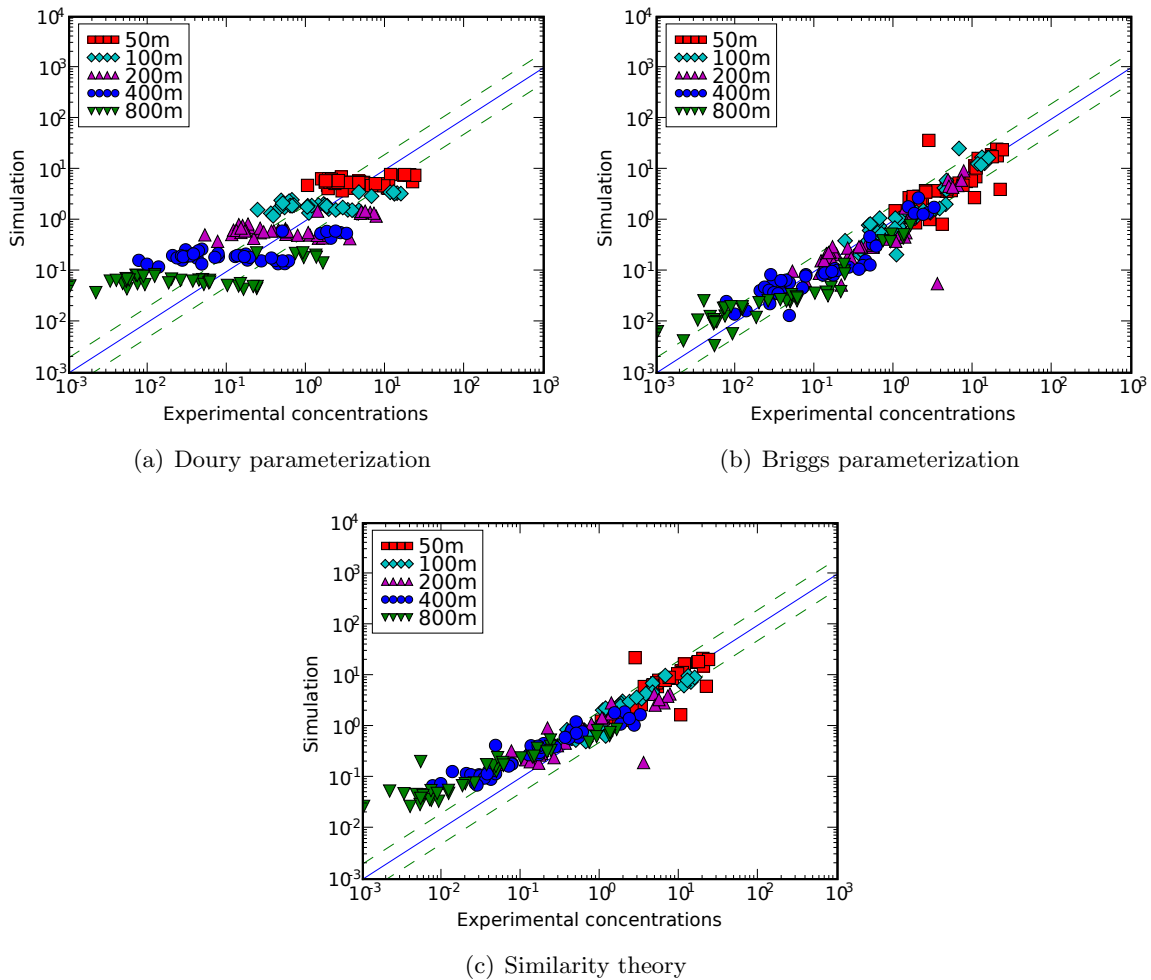 10^4
10^3
10^2
10^1
10^0
10^-1
10^-2
10^-3
Simulation
50m
100m
200m
400m
800m
10^-3 10^-2 10^-1 10^0 10^1 10^2 10^3
Experimental concentrations
(a) Doury parameterization
10^4
10^3
10^2
10^1
10^0
10^-1
10^-2
10^-3
Simulation
50m
100m
200m
400m
800m
10^-3 10^-2 10^-1 10^0 10^1 10^2 10^3
Experimental concentrations
(b) Briggs parameterization
10^4
10^3
10^2
10^1
10^0
10^-1
10^-2
10^-3
Simulation
50m
100m
200m
400m
800m
10^-3 10^-2 10^-1 10^0 10^1 10^2 10^3
Experimental concentrations
(c) Similarity theory